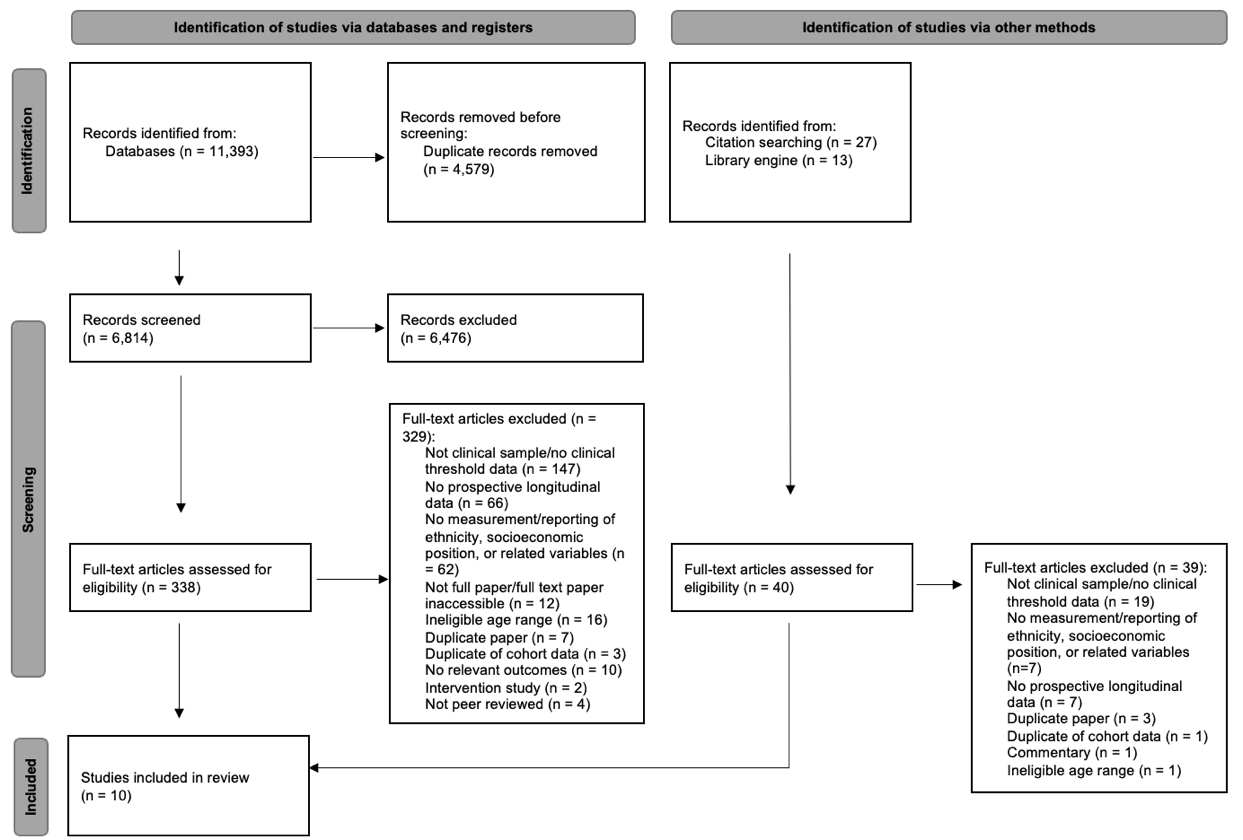 Identification of studies via databases and registers
Identification of studies via other methods
Identification
Records identified from:
Databases (n = 11,393)
Records removed before
screening:
Duplicate records removed
(n = 4,579)
Records identified from:
Citation searching (n = 27)
Library engine (n = 13)
Screening
Records screened
(n = 6,814)
Records excluded
(n = 6,476)
Full-text articles assessed for
eligibility (n = 338)
Full-text articles excluded (n =
329):
Not clinical sample/no clinical
threshold data (n = 147)
No prospective longitudinal
data (n = 66)
No measurement/reporting of
ethnicity, socioeconomic
position, or related variables (n
= 62)
Not full paper/full text paper
inaccessible (n = 12)
Ineligible age range (n = 16)
Duplicate paper (n = 7)
Duplicate of cohort data (n = 3)
No relevant outcomes (n = 10)
Intervention study (n = 2)
Not peer reviewed (n = 4)
Full-text articles assessed for
eligibility (n = 40)
Full-text articles excluded (n = 39):
Not clinical sample/no clinical
threshold data (n = 19)
No measurement/reporting of
ethnicity, socioeconomic
position, or related variables
(n=7)
No prospective longitudinal
data (n = 7)
Duplicate paper (n = 3)
Duplicate of cohort data (n = 1)
Commentary (n = 1)
Ineligible age range (n = 1)
Included
Studies included in review
(n = 10)